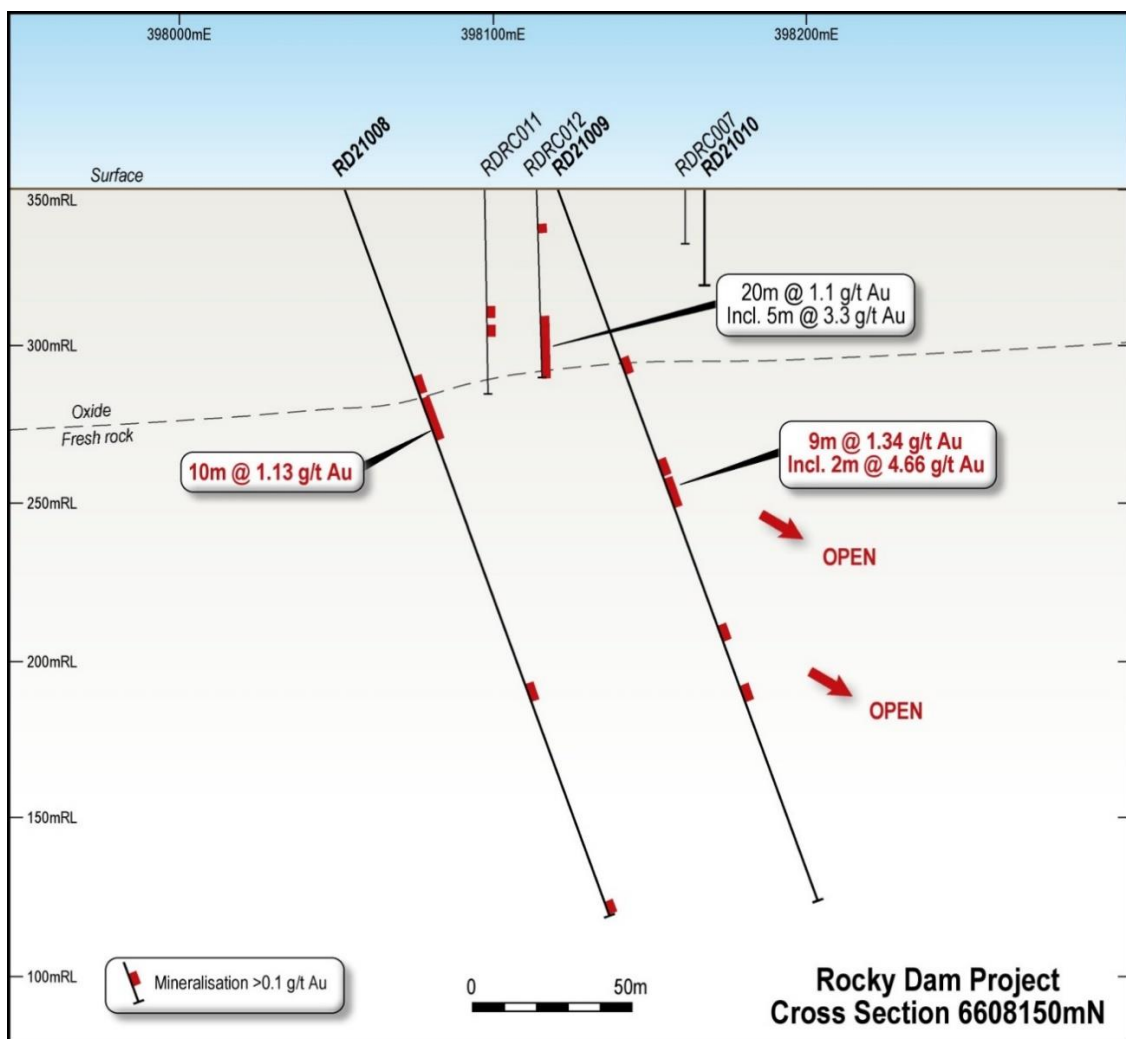 398000mE
398100mE
398200mE
RD21008
RDRC011
RDRC012
RD21009
RDRC007
RD21010
Surface
350mRL
20m @ 1.1 g/t Au
Incl. 5m @ 3.3 g/t Au
300mRL
Oxide
Fresh rock
10m @ 1.13 g/t Au
9m @ 1.34 g/t Au
Incl. 2m @ 4.66 g/t Au
250mRL
OPEN
200mRL
OPEN
150mRL
100mRL
Mineralisation >0.1 g/t Au
0
50m
Rocky Dam Project
Cross Section 6608150mN